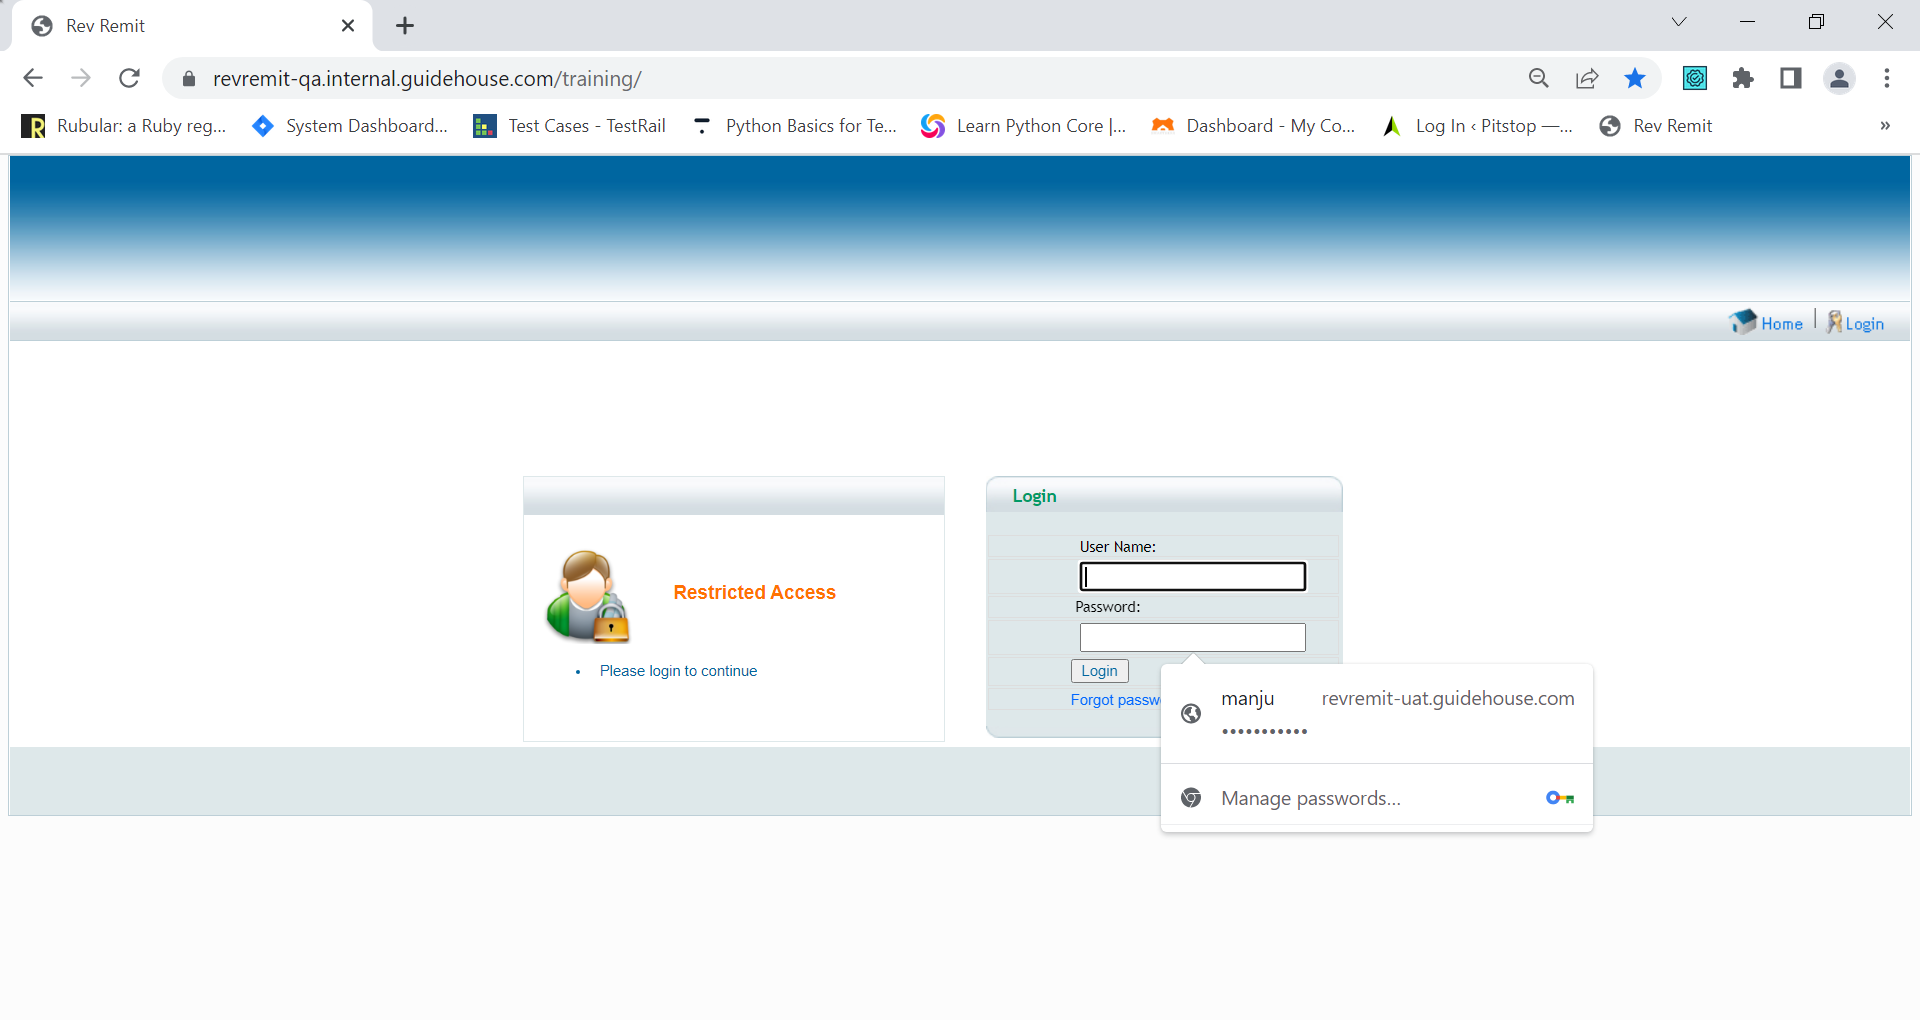 Rev Remit
revremit-qa.internal.guidehouse.com/training/
Rubular: a Ruby reg... System Dashboard... Test Cases - TestRail Python Basics for Te... Learn Python Core |... Dashboard - My Co... Log In ‹ Pitstop —... Rev Remit »
Home | Login
Login
User Name:
Restricted Access
Password:
Please login to continue
Login
Forgot passw
manju revremit-uat.guidehouse.com
•••••••••••
Manage passwords...